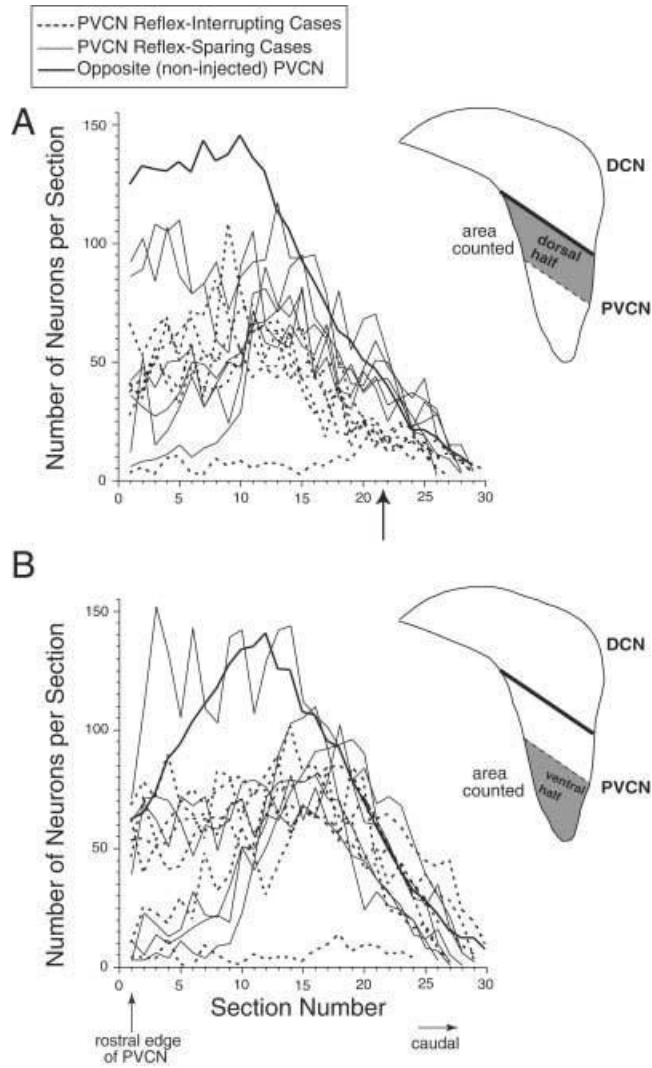 PVCN Reflex-Interrupting Cases
PVCN Reflex-Sparing Cases
Opposite (non-injected) PVCN
A
Number of Neurons per Section
150
100
50
0
0
5
10
15
20
25
30
DCN
area
counted
dorsal
half
PVCN
B
Number of Neurons per Section
150
100
50
0
0
5
10
15
20
25
30
Section Number
rostral edge
of PVCN
caudal
DCN
area
counted
ventral
half
PVCN